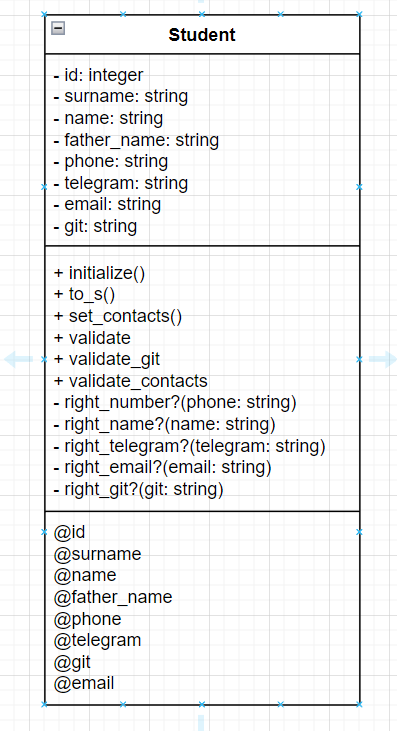 Student
- id: integer
- surname: string
- name: string
- father_name: string
- phone: string
- telegram: string
- email: string
- git: string
+ initialize()
+ to_s()
+ set_contacts()
+ validate
+ validate_git
+ validate_contacts
- right_number?(phone: string)
- right_name?(name: string)
- right_telegram?(telegram: string)
- right_email?(email: string)
- right_git?(git: string)
@id
@surname
@name
@father_name
@phone
@telegram
@git
@email